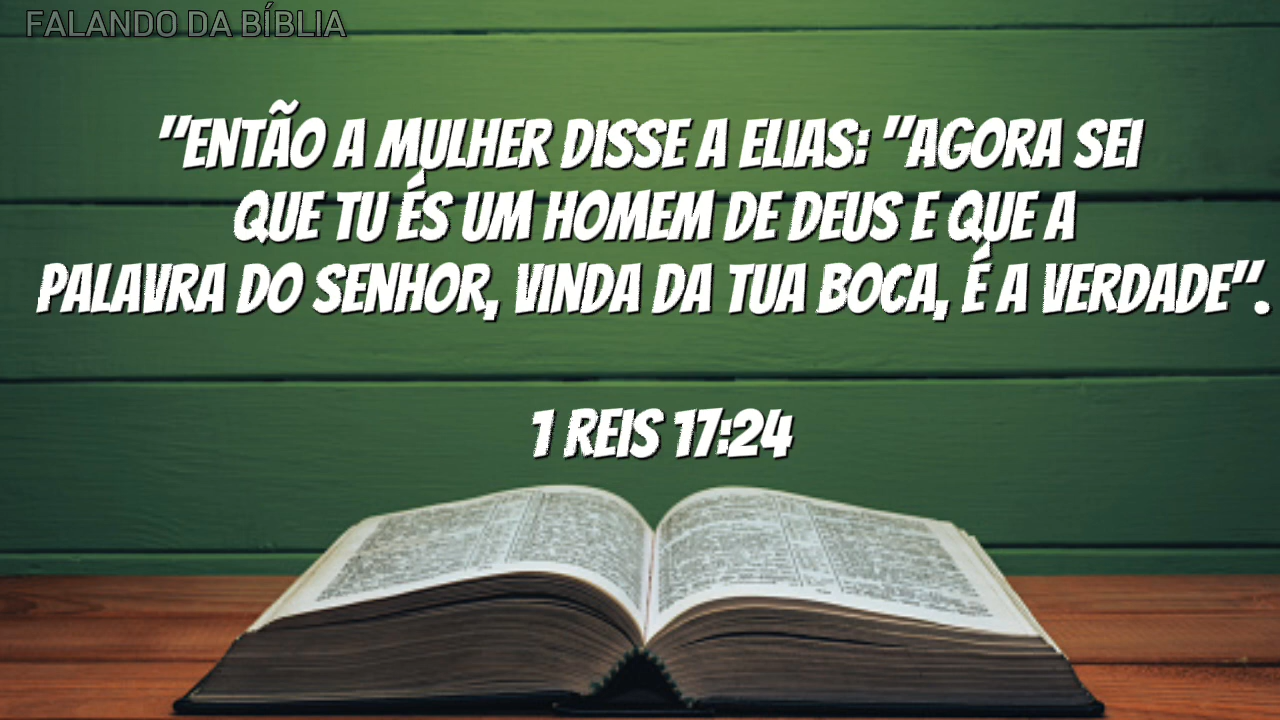 FALANDO DA BÍBLIA
"ENTÃO A MULHER DISSE A ELIAS: "AGORA SEI
QUE TU ÉS UM HOMEM DE DEUS E QUE A
PALAVRA DO SENHOR, VINDA DA TUA BOCA, É A VERDADE".
1 REIS 17:24